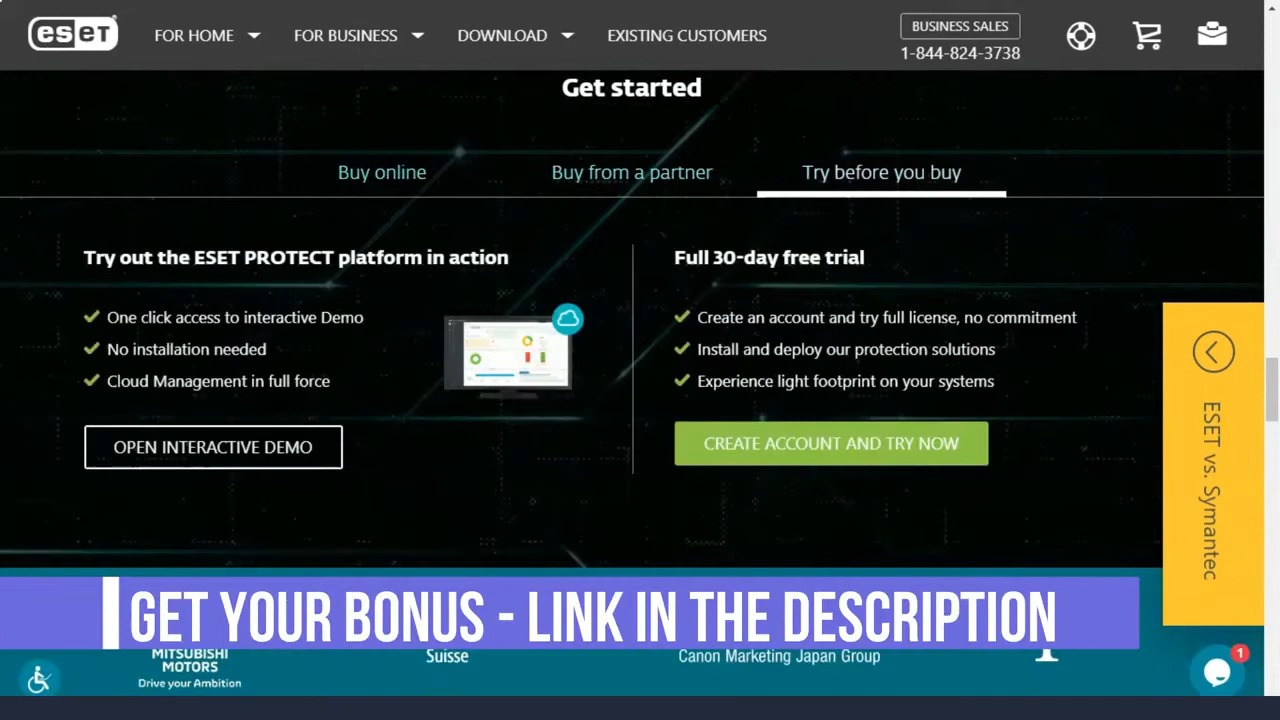 eseT
FOR HOME
FOR BUSINESS
DOWNLOAD
EXISTING CUSTOMERS
BUSINESS SALES
1-844-824-3738
Get started
Buy online
Buy from a partner
Try before you buy
Try out the ESET PROTECT platform in action
One click access to interactive Demo
No installation needed
Cloud Management in full force
OPEN INTERACTIVE DEMO
Full 30-day free trial
Create an account and try full license, no commitment
Install and deploy our protection solutions
Experience light footprint on your systems
CREATE ACCOUNT AND TRY NOW
ESET vs. Symantec
GET YOUR BONUS - LINK IN THE DESCRIPTION
MITSUBISHI
MOTORS
Drive your Ambition
Suisse
Canon Marketing Japan Group
1